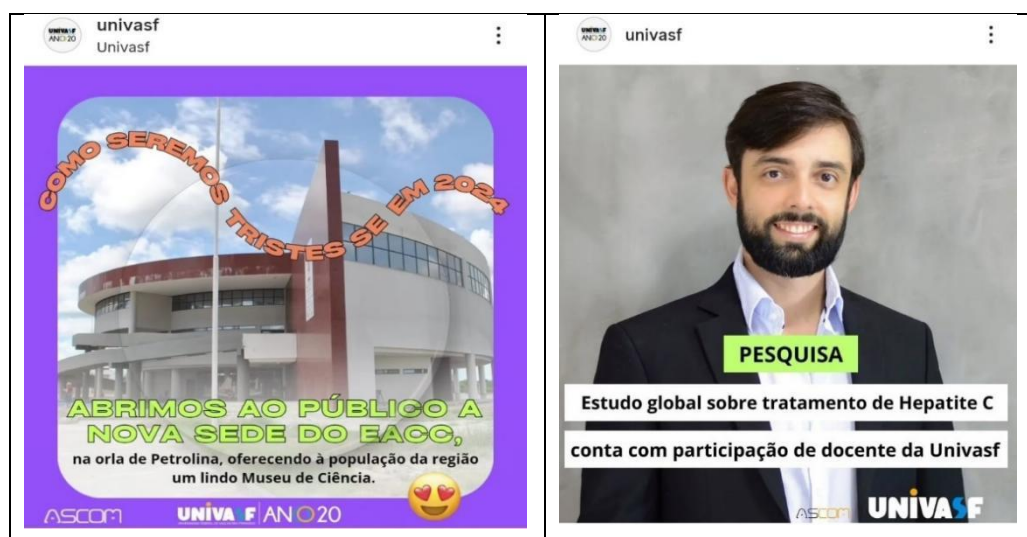 univasf
Univasf
COMO SEREMOS TRISTES SE EM 2024
ABRIMOS AO PÚBLICO A
NOVA SEDE DO EACC,
na orla de Petrolina, oferecendo à população da região
um lindo Museu de Ciência.
ASCOM UNIVASF ANO20
univasf
PESQUISA
Estudo global sobre tratamento de Hepatite C
conta com participação de docente da Univasf
ASCOM UNIVASF